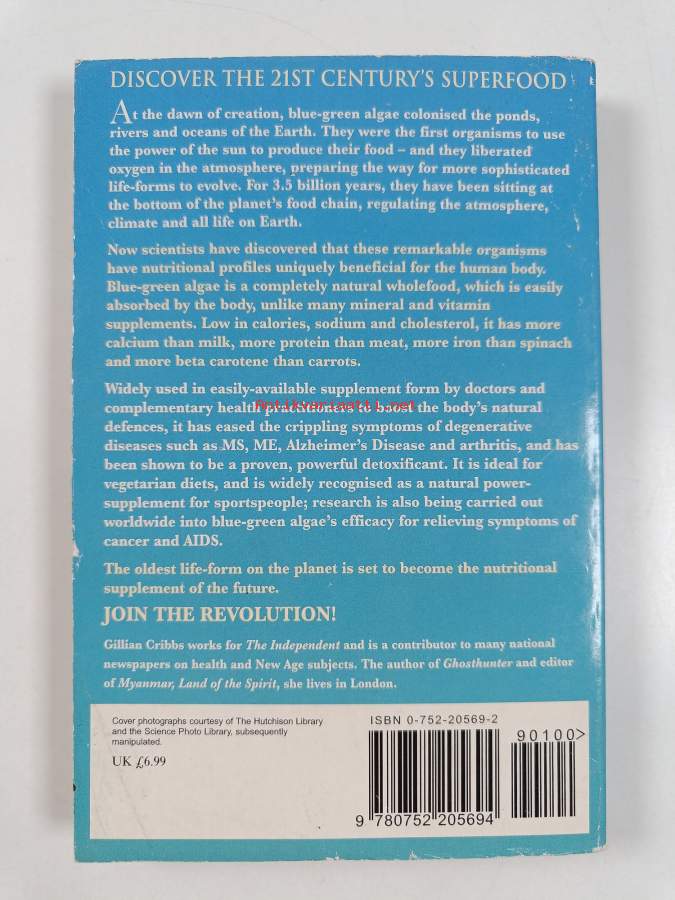 DISCOVER THE 21ST CENTURY'S SUPERFOOD
At the dawn of creation, blue-green algae colonised the ponds,
rivers and oceans of the Earth. They were the first organisms to use
the power of the sun to produce their food – and they liberated
oxygen in the atmosphere, preparing the way for more sophisticated
life-forms to evolve. For 3.5 billion years, they have been sitting at
the bottom of the planet's food chain, regulating the atmosphere,
climate and all life on Earth.
Now scientists have discovered that these remarkable organisms
have nutritional profiles uniquely beneficial for the human body.
Blue-green algae is a completely natural wholefood, which is easily
absorbed by the body, unlike many mineral and vitamin
supplements. Low in calories, sodium and cholesterol, it has more
calcium than milk, more protein than meat, more iron than spinach
and more beta carotene than carrots.
Widely used in easily-available supplement form by doctors and
complementary health to boost the body's natural
Antikvariaatti.net
defences, it has eased the crippling symptoms of degenerative
diseases such as MS, ME, Alzheimer's Disease and arthritis, and has
been shown to be a proven, powerful detoxificant. It is ideal for
vegetarian diets, and is widely recognised as a natural power-
supplement for sportspeople; research is also being carried out
worldwide into blue-green algae's efficacy for relieving symptoms of
cancer and AIDS.
The oldest life-form on the planet is set to become the nutritional
supplement of the future.
JOIN THE REVOLUTION!
Gillian Cribbs works for The Independent and is a contributor to many national
newspapers on health and New Age subjects. The author of Ghosthunter and editor
of Myanmar, Land of the Spirit, she lives in London.
Cover photographs courtesy of The Hutchison Library
and the Science Photo Library, subsequently
manipulated.
UK £6.99
ISBN 0-752-20569-2
90100>
9 780752 205694